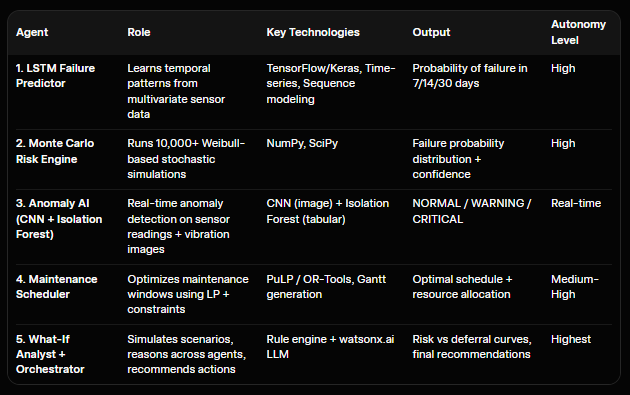 Agent Role Key Technologies Output Autonomy
Level
1. LSTM Failure Learns temporal TensorFlow/Keras, Time- Probability of failure in High
Predictor patterns from series, Sequence 7/14/30 days
multivariate sensor modeling
data
2. Monte Carlo Runs 10,000+ Weibull- NumPy, SciPy Failure probability High
Risk Engine based stochastic distribution +
simulations confidence
3. Anomaly AI Real-time anomaly CNN (image) + Isolation NORMAL / WARNING / Real-time
(CNN + Isolation detection on sensor Forest (tabular) CRITICAL
Forest) readings + vibration
images
4. Maintenance Optimizes maintenance PuLP / OR-Tools, Gantt Optimal schedule + Medium-
Scheduler windows using LP + generation resource allocation High
constraints
5. What-If Simulates scenarios, Rule engine + watsonx.ai Risk vs deferral curves, Highest
Analyst + reasons across agents, LLM final recommendations
Orchestrator recommends actions